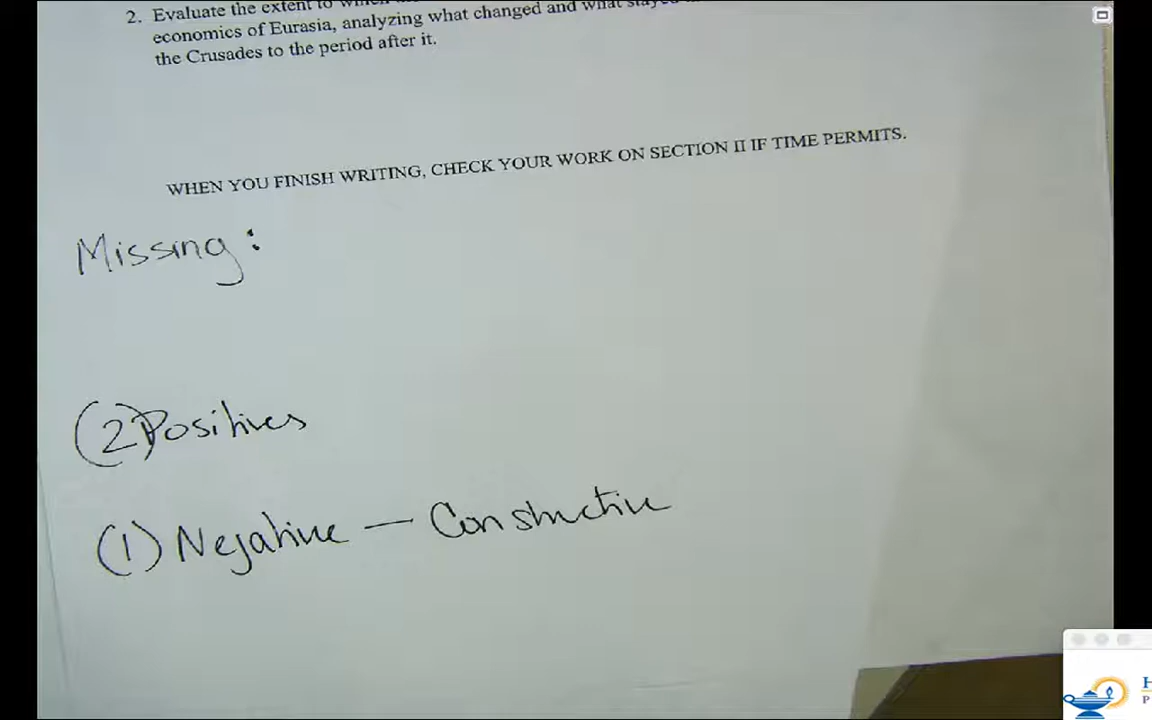 2. Evaluate the extent to
economics of Eurasia, analyzing what changed and what
the Crusades to the period after it.
WHEN YOU FINISH WRITING, CHECK YOUR WORK ON SECTION II IF TIME PERMITS.
Missing:
(2) Positives
(1) Negative — Constructive
H
P